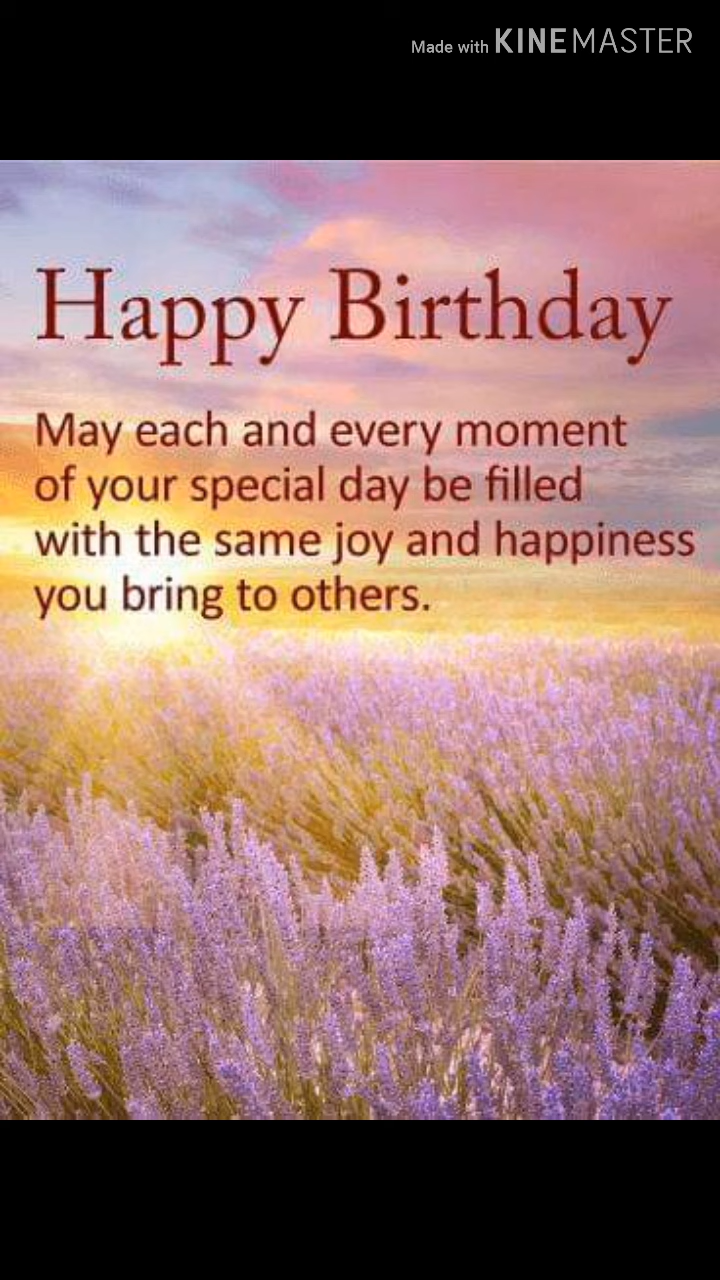 Made with KINEMASTER
Happy Birthday
May each and every moment
of your special day be filled
with the same joy and happiness
you bring to others.